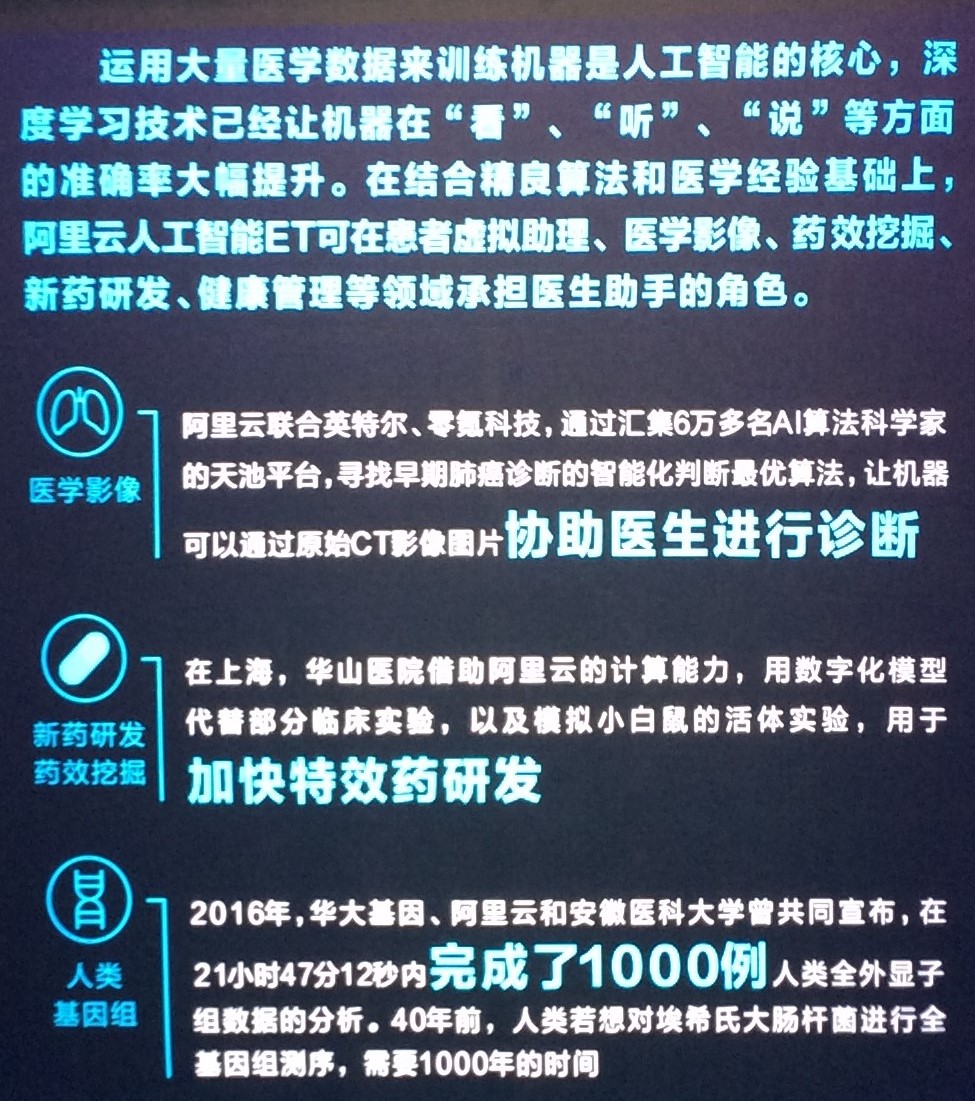 运用大量医学数据来训练机器是人工智能的核心，深
度学习技术已经让机器在“看”、“听”、“说”等方面
的准确率大幅提升。在结合精良算法和医学经验基础上，
阿里云人工智能ET可在患者虚拟助理、医学影像、药效挖掘、
新药研发、健康管理等领域承担医生助手的角色。
医学影像
阿里云联合英特尔、零氪科技，通过汇集6万多名AI算法科学家
的天池平台，寻找早期肺癌诊断的智能化判断最优算法，让机器
可以通过原始CT影像图片协助医生进行诊断
新药研发
药效挖掘
在上海，华山医院借助阿里云的计算能力，用数字化模型
代替部分临床实验，以及模拟小白鼠的活体实验，用于
加快特效药研发
人类
基因组
2016年，华大基因、阿里云和安徽医科大学曾共同宣布，在
21小时47分12秒内完成了1000例人类全外显子
组数据的分析。40年前，人类若想对埃希氏大肠杆菌进行全
基因组测序，需要1000年的时间